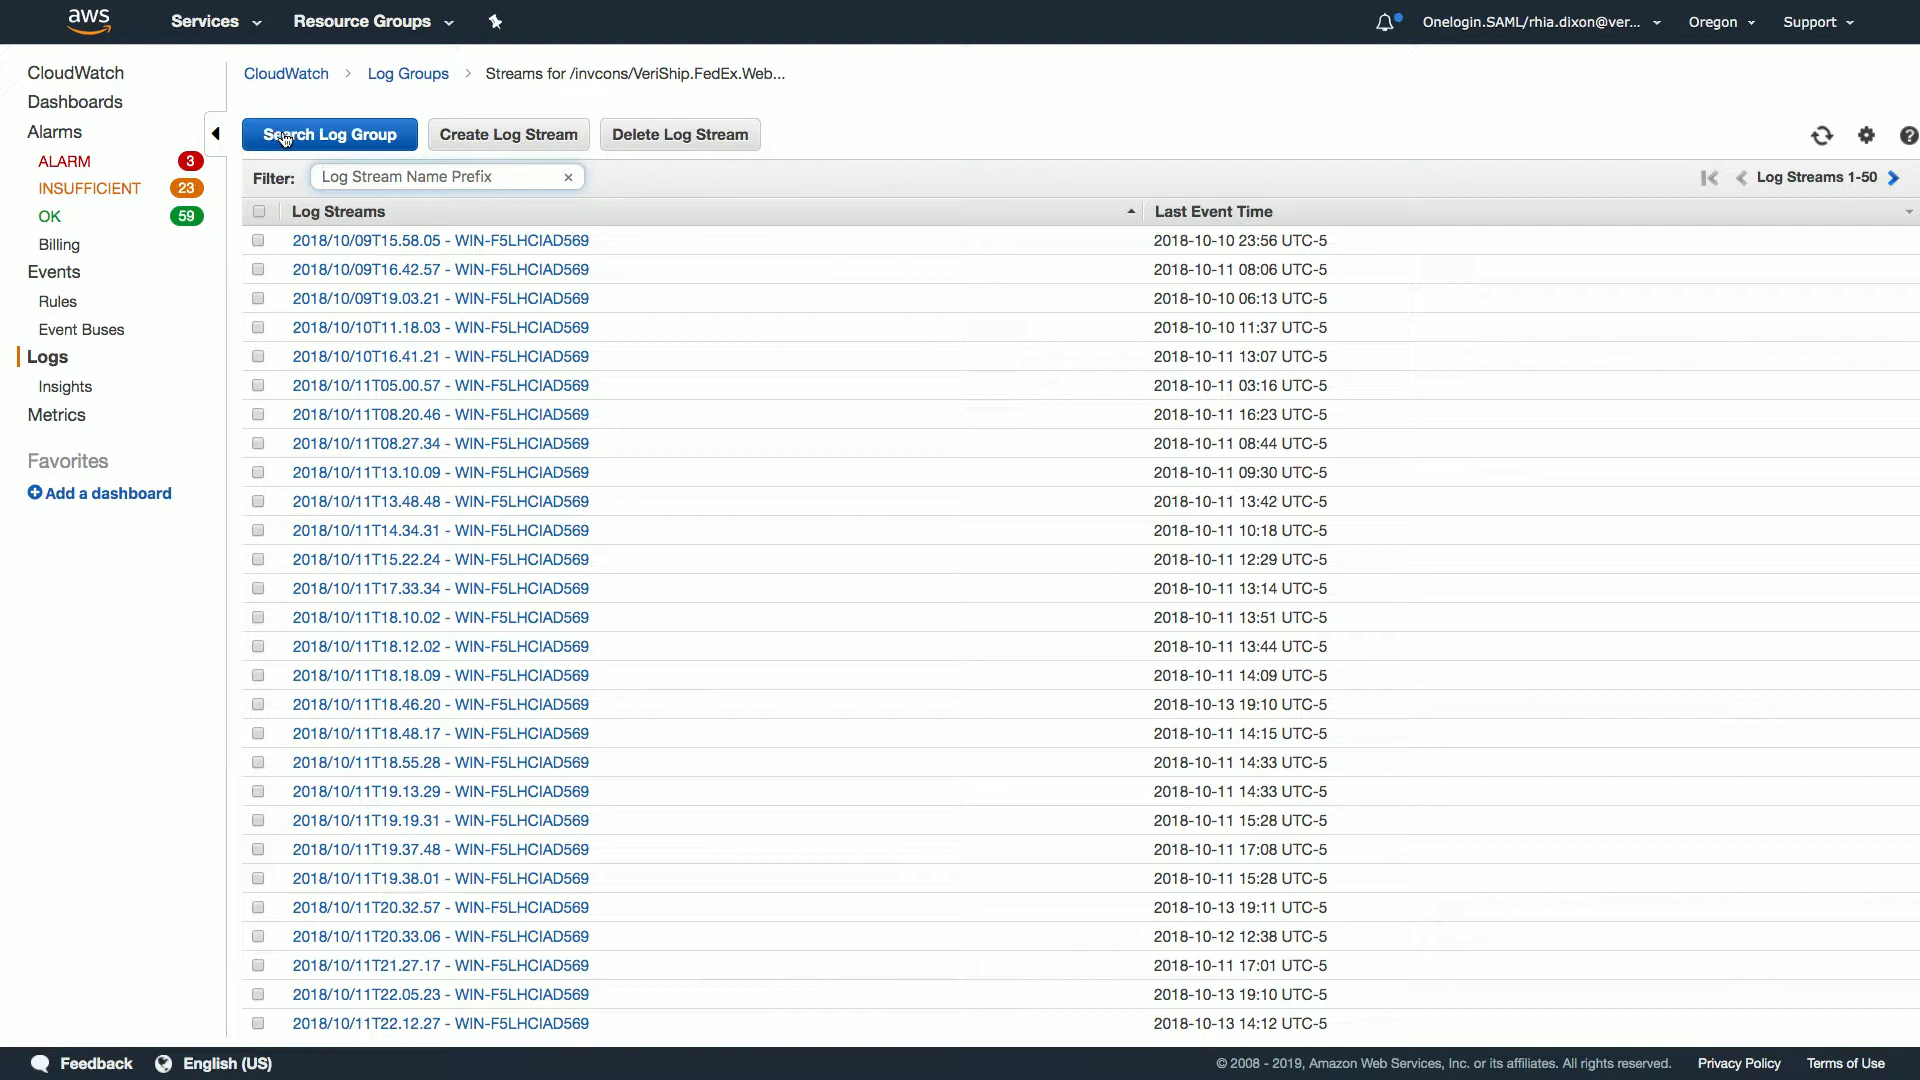 aws Services Resource Groups Onelogin.SAML/rhia.dixon@ver... Oregon Support
CloudWatch
Dashboards
Alarms
ALARM 3
INSUFFICIENT 23
OK 59
Billing
Events
Rules
Event Buses
Logs
Insights
Metrics
Favorites
Add a dashboard
CloudWatch > Log Groups > Streams for /invcons/VeriShip.FedEx.Web...
Search Log Group Create Log Stream Delete Log Stream
Filter: Log Stream Name Prefix × Log Streams 1-50
Log Streams Last Event Time
2018/10/09T15.58.05 - WIN-F5LHCIAD569 2018-10-10 23:56 UTC-5
2018/10/09T16.42.57 - WIN-F5LHCIAD569 2018-10-11 08:06 UTC-5
2018/10/09T19.03.21 - WIN-F5LHCIAD569 2018-10-10 06:13 UTC-5
2018/10/10T11.18.03 - WIN-F5LHCIAD569 2018-10-10 11:37 UTC-5
2018/10/10T16.41.21 - WIN-F5LHCIAD569 2018-10-11 13:07 UTC-5
2018/10/11T05.00.57 - WIN-F5LHCIAD569 2018-10-11 03:16 UTC-5
2018/10/11T08.20.46 - WIN-F5LHCIAD569 2018-10-11 16:23 UTC-5
2018/10/11T08.27.34 - WIN-F5LHCIAD569 2018-10-11 08:44 UTC-5
2018/10/11T13.10.09 - WIN-F5LHCIAD569 2018-10-11 09:30 UTC-5
2018/10/11T13.48.48 - WIN-F5LHCIAD569 2018-10-11 13:42 UTC-5
2018/10/11T14.34.31 - WIN-F5LHCIAD569 2018-10-11 10:18 UTC-5
2018/10/11T15.22.24 - WIN-F5LHCIAD569 2018-10-11 12:29 UTC-5
2018/10/11T17.33.34 - WIN-F5LHCIAD569 2018-10-11 13:14 UTC-5
2018/10/11T18.10.02 - WIN-F5LHCIAD569 2018-10-11 13:51 UTC-5
2018/10/11T18.12.02 - WIN-F5LHCIAD569 2018-10-11 13:44 UTC-5
2018/10/11T18.18.09 - WIN-F5LHCIAD569 2018-10-11 14:09 UTC-5
2018/10/11T18.46.20 - WIN-F5LHCIAD569 2018-10-13 19:10 UTC-5
2018/10/11T18.48.17 - WIN-F5LHCIAD569 2018-10-11 14:15 UTC-5
2018/10/11T18.55.28 - WIN-F5LHCIAD569 2018-10-11 14:33 UTC-5
2018/10/11T19.13.29 - WIN-F5LHCIAD569 2018-10-11 14:33 UTC-5
2018/10/11T19.19.31 - WIN-F5LHCIAD569 2018-10-11 15:28 UTC-5
2018/10/11T19.37.48 - WIN-F5LHCIAD569 2018-10-11 17:08 UTC-5
2018/10/11T19.38.01 - WIN-F5LHCIAD569 2018-10-11 15:28 UTC-5
2018/10/11T20.32.57 - WIN-F5LHCIAD569 2018-10-13 19:11 UTC-5
2018/10/11T20.33.06 - WIN-F5LHCIAD569 2018-10-12 12:38 UTC-5
2018/10/11T21.27.17 - WIN-F5LHCIAD569 2018-10-11 17:01 UTC-5
2018/10/11T22.05.23 - WIN-F5LHCIAD569 2018-10-13 19:10 UTC-5
2018/10/11T22.12.27 - WIN-F5LHCIAD569 2018-10-13 14:12 UTC-5
Feedback English (US) © 2008 - 2019, Amazon Web Services, Inc. or its affiliates. All rights reserved. Privacy Policy Terms of Use